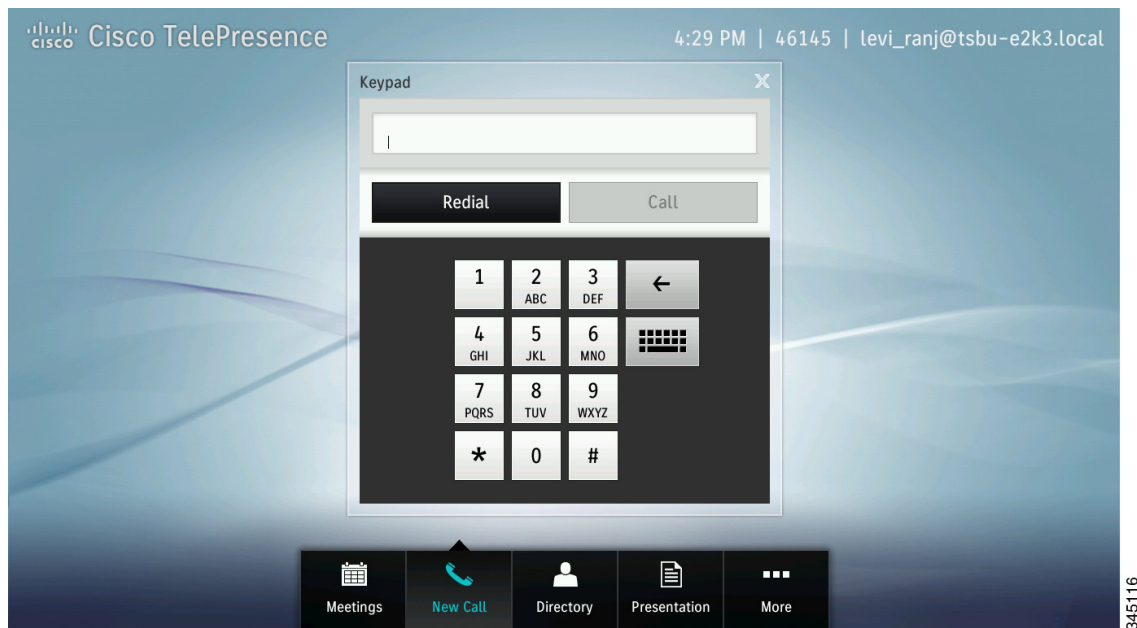 cisco Cisco TelePresence
4:29 PM | 46145 | levi_ranj@tsbu-e2k3.local
Keypad X
Redial Call
1 2 3 ←
ABC DEF
4 5 6
GHI JKL MNO
7 8 9
PQRS TUV WXYZ
* 0 #
Meetings New Call Directory Presentation More
345116